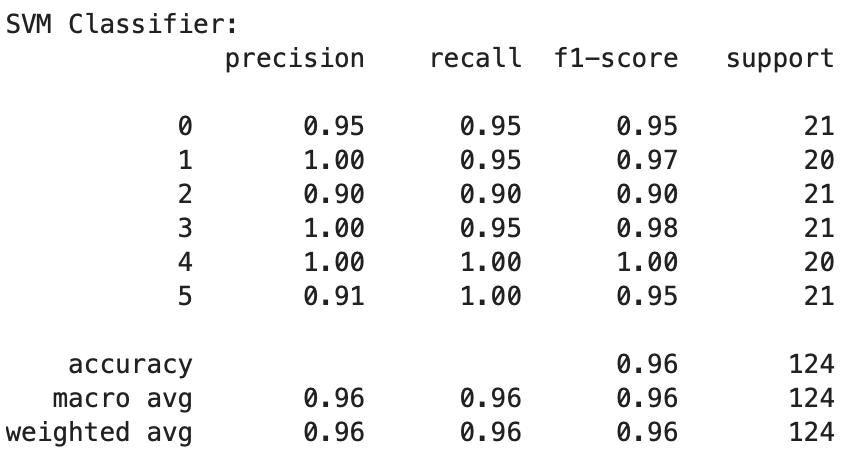 SVM Classifier:
precision recall f1-score support
0 0.95 0.95 0.95 21
1 1.00 0.95 0.97 20
2 0.90 0.90 0.90 21
3 1.00 0.95 0.98 21
4 1.00 1.00 1.00 20
5 0.91 1.00 0.95 21
accuracy 0.96 124
macro avg 0.96 0.96 0.96 124
weighted avg 0.96 0.96 0.96 124